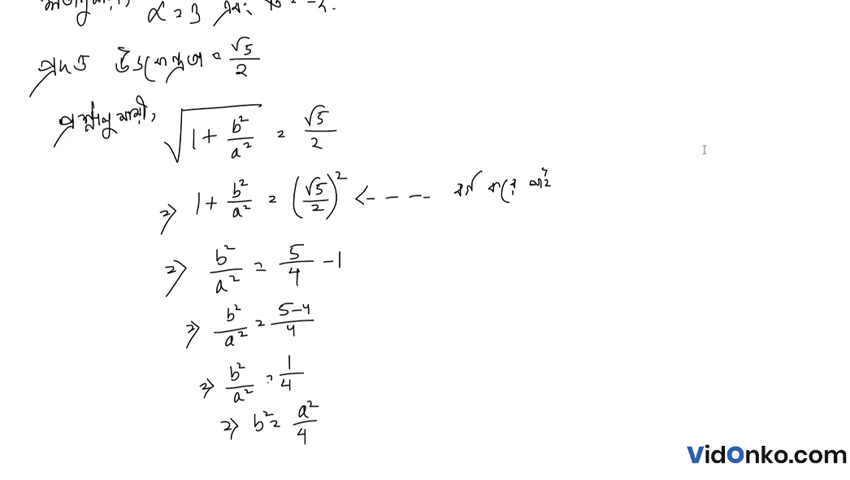 α = 3
প্রদত্ত উৎকেন্দ্রতা = √5/2
প্রশ্নানুসারী, √(1 + b²/a²) = √5/2
⇒ 1 + b²/a² = (√5/2)² <---- বর্গ করে পাই
⇒ b²/a² = 5/4 - 1
⇒ b²/a² = 5-4/4
⇒ b²/a² = 1/4
⇒ b² = a²/4
VidOnko.com